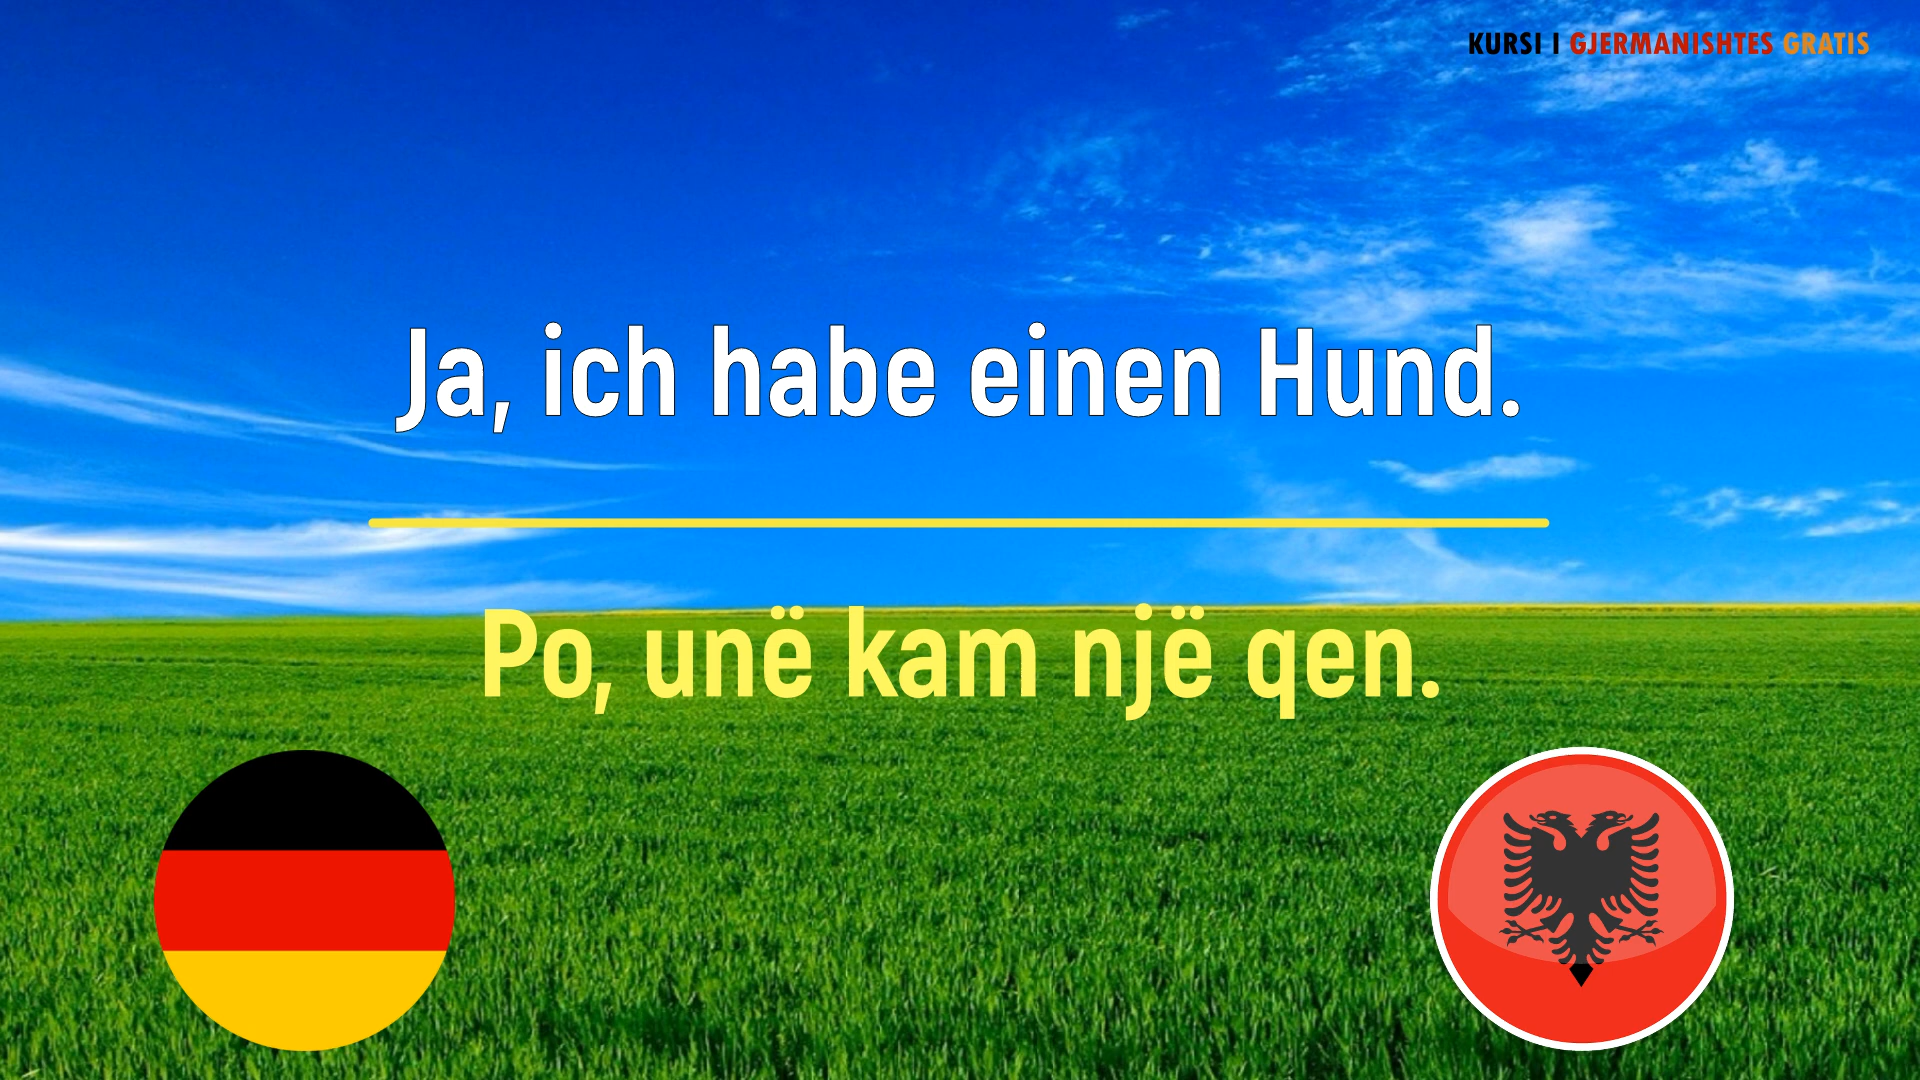 KURSI I GJERMANISHTES GRATIS
Ja, ich habe einen Hund.
Po, unë kam një qen.